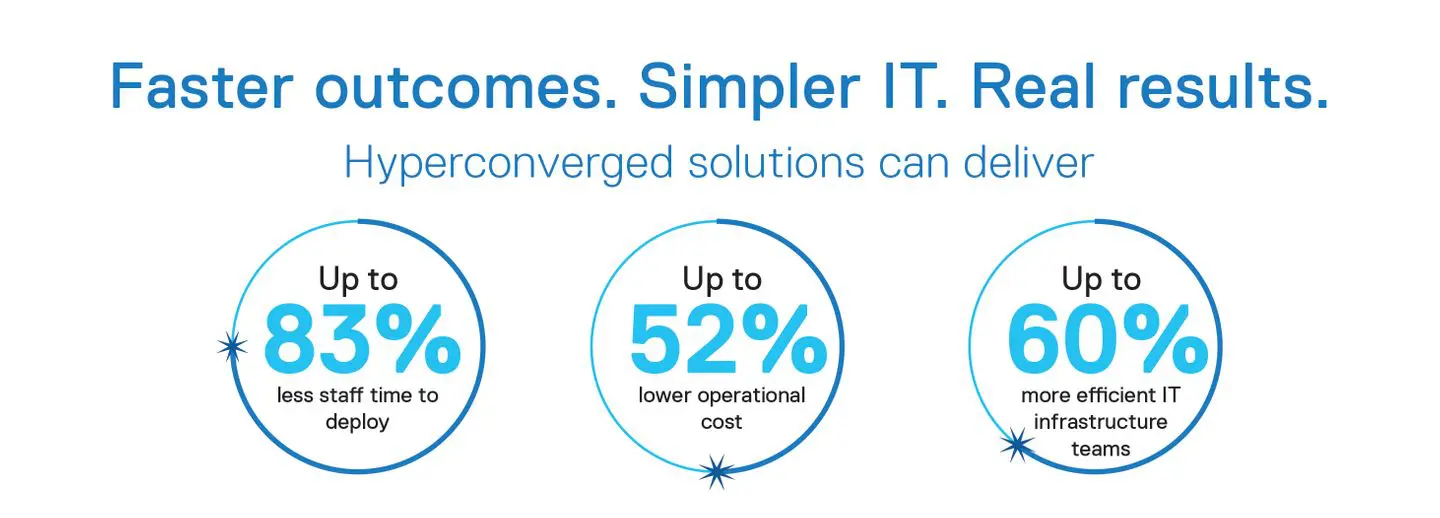 Faster outcomes. Simpler IT. Real results.
Hyperconverged solutions can deliver
Up to
83%
less staff time to
deploy
Up to
52%
lower operational
cost
Up to
60%
more efficient IT
infrastructure
teams